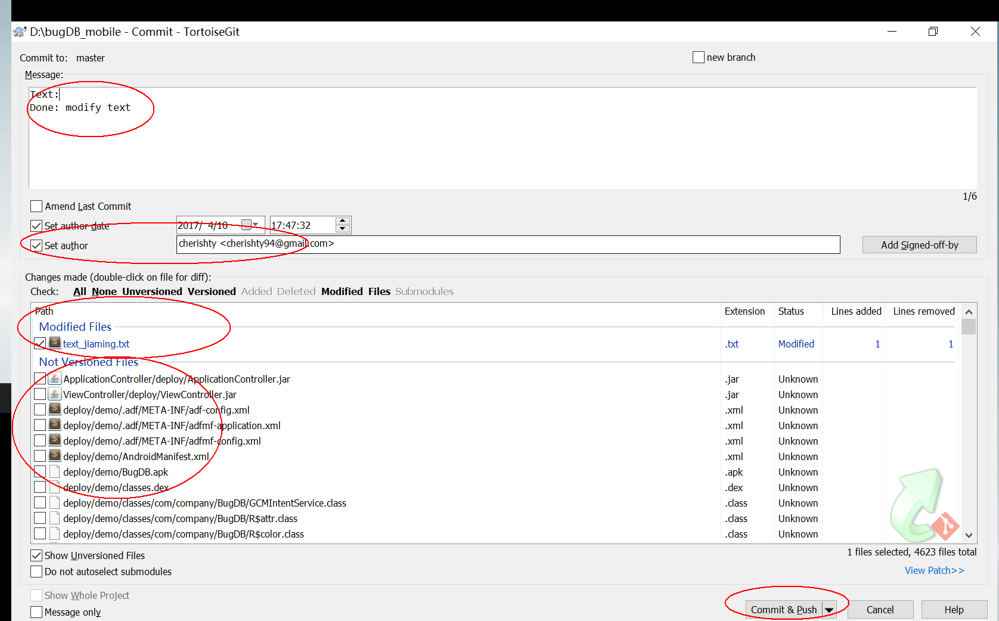 D:\bugDB_mobile - Commit - TortoiseGit
Commit to: master
new branch
Message:
Text:
Done: modify text
1/6
Amend Last Commit
Set author date 2017/ 4/10 17:47:32
Set author cherishty <cherishty94@gmail.com> Add Signed-off-by
Changes made (double-click on file for diff):
Check: All None Unversioned Versioned Added Deleted Modified Files Submodules
Path Extension Status Lines added Lines removed
Modified Files
text_jiaming.txt .txt Modified 1 1
Not Versioned Files
ApplicationController/deploy/ApplicationController.jar .jar Unknown
ViewController/deploy/ViewController.jar .jar Unknown
deploy/demo/.adf/META-INF/adf-config.xml .xml Unknown
deploy/demo/.adf/META-INF/adfmf-application.xml .xml Unknown
deploy/demo/.adf/META-INF/adfmf-config.xml .xml Unknown
deploy/demo/AndroidManifest.xml .xml Unknown
deploy/demo/BugDB.apk .apk Unknown
deploy/demo/classes.dex .dex Unknown
deploy/demo/classes/com/company/BugDB/GCMIntentService.class .class Unknown
deploy/demo/classes/com/company/BugDB/R$attr.class .class Unknown
deploy/demo/classes/com/company/BugDB/R$color.class .class Unknown
Show Unversioned Files 1 files selected, 4623 files total
Do not autoselect submodules View Patch>>
Show Whole Project
Message only Commit & Push Cancel Help